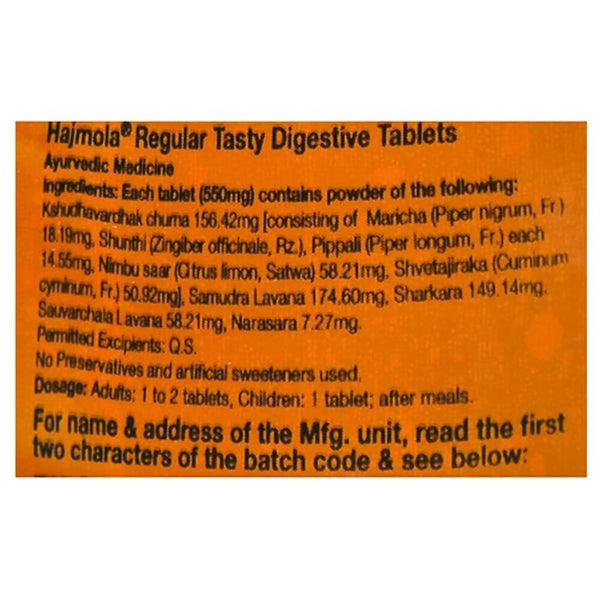 Hajmola® Regular Tasty Digestive Tablets
Ayurvedic Medicine
Ingredients: Each tablet (550mg) contains powder of the following:
Kshudhavardhak churna 156.42mg [consisting of Maricha (Piper nigrum, Fr.)
18.19mg, Shunthi (Zingiber officinale, Rz.), Pippali (Piper longum, Fr.) each
14.55mg, Nimbu saar (Citrus limon, Satwa) 58.21mg, Shvetajiraka (Cuminum
cyminum, Fr.) 50.92mg], Samudra Lavana 174.60mg, Sharkara 149.14mg,
Sauvarchala Lavana 58.21mg, Narasara 7.27mg.
Permitted Excipients: Q.S.
No Preservatives and artificial sweeteners used.
Dosage: Adults: 1 to 2 tablets, Children: 1 tablet; after meals.
For name & address of the Mfg. unit, read the first
two characters of the batch code & see below: